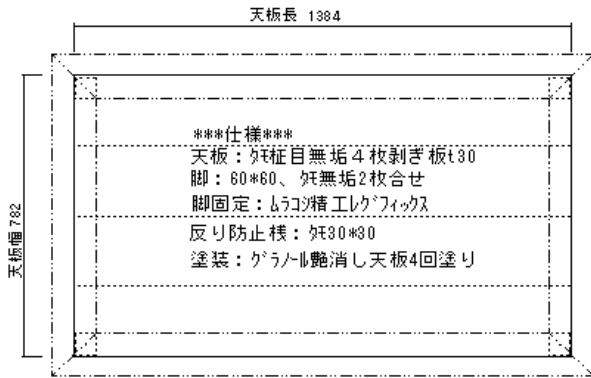 天板長 1384
天板幅 782
***仕様***
天板：ﾀﾓ柾目無垢４枚剥ぎ板t30
脚：60*60、ﾀﾓ無垢2枚合せ
脚固定：ﾑﾗｺｼ精工ﾚｸﾞﾌｨｯｸｽ
反り防止桟：ﾀﾓ30*30
塗装：ｸﾞﾗﾉｰﾙ艶消し天板4回塗り